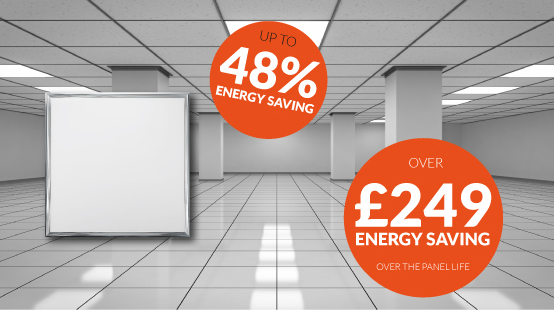 UP TO
48%
ENERGY SAVING
OVER
£249
ENERGY SAVING
OVER THE PANEL LIFE